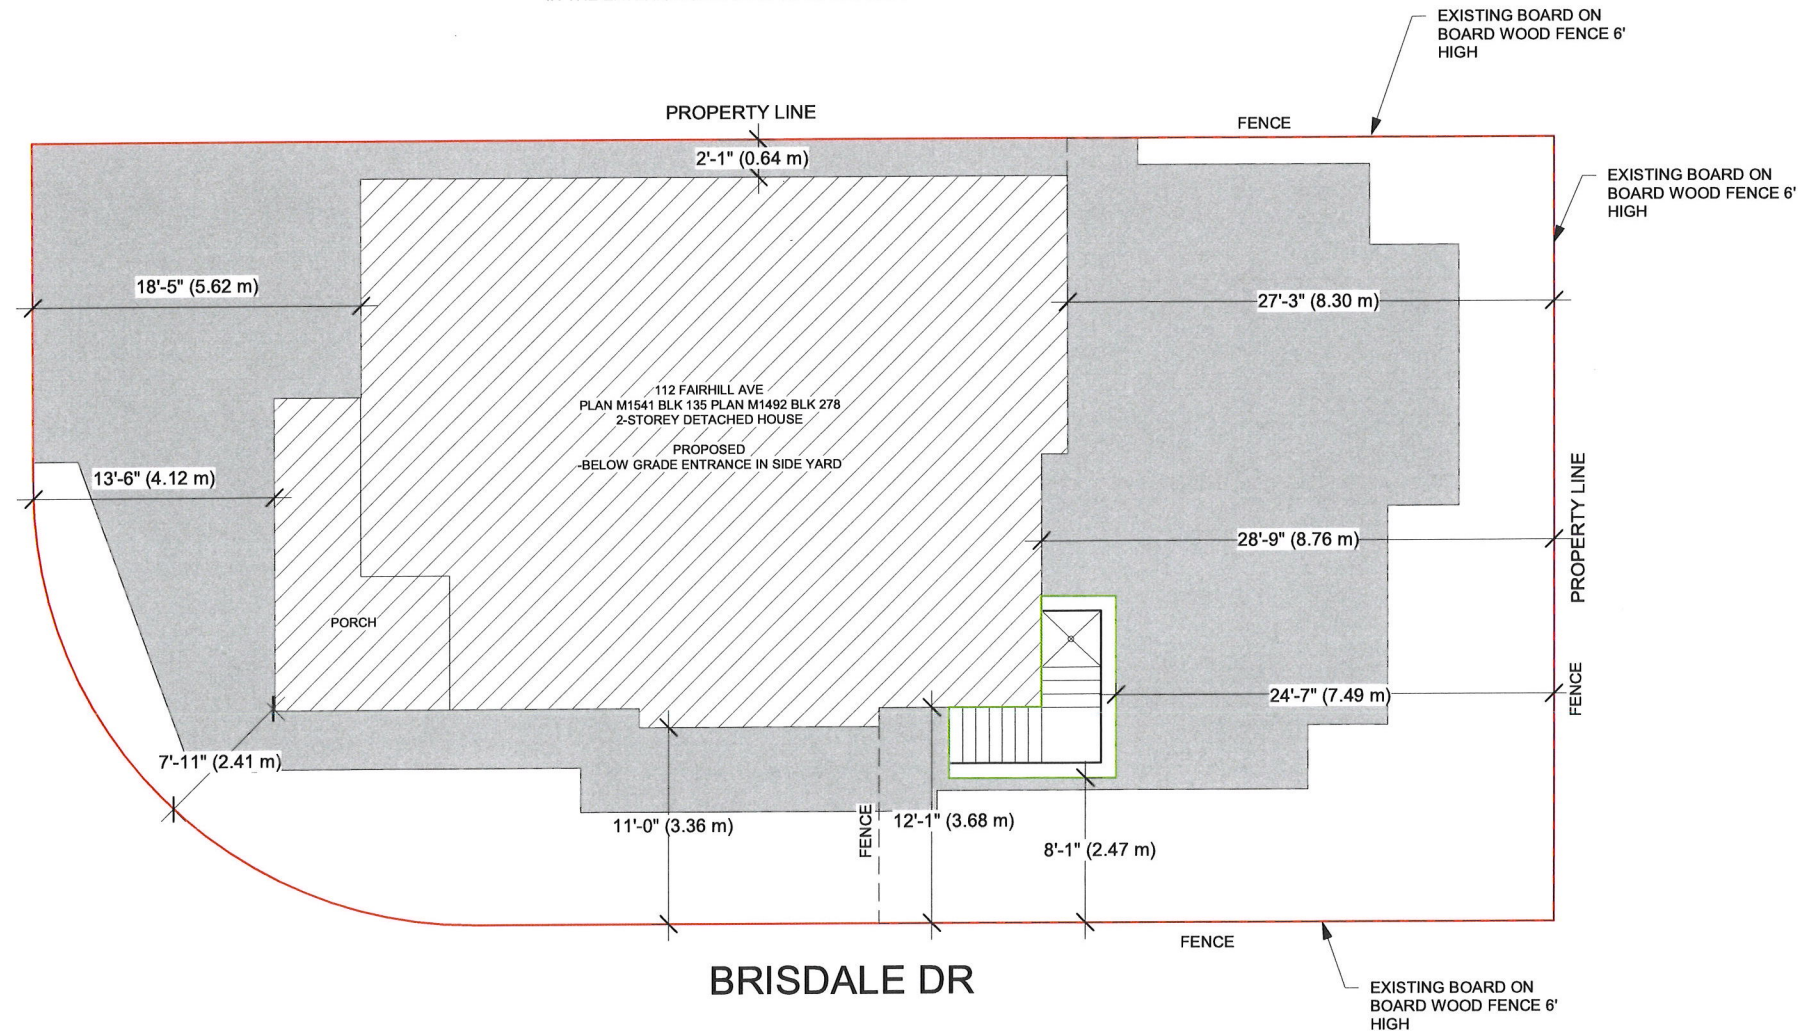 EXISTING BOARD ON
BOARD WOOD FENCE 6'
HIGH
PROPERTY LINE
FENCE
2'-1" (0.64 m)
EXISTING BOARD ON
BOARD WOOD FENCE 6'
HIGH
18'-5" (5.62 m)
27'-3" (8.30 m)
112 FAIRHILL AVE
PLAN M1541 BLK 135 PLAN M1492 BLK 278
2-STOREY DETACHED HOUSE
PROPOSED
-BELOW GRADE ENTRANCE IN SIDE YARD
13'-6" (4.12 m)
28'-9" (8.76 m)
PROPERTY LINE
PORCH
24'-7" (7.49 m)
FENCE
7'-11" (2.41 m)
11'-0" (3.36 m)
FENCE
12'-1" (3.68 m)
8'-1" (2.47 m)
FENCE
BRISDALE DR
EXISTING BOARD ON
BOARD WOOD FENCE 6'
HIGH